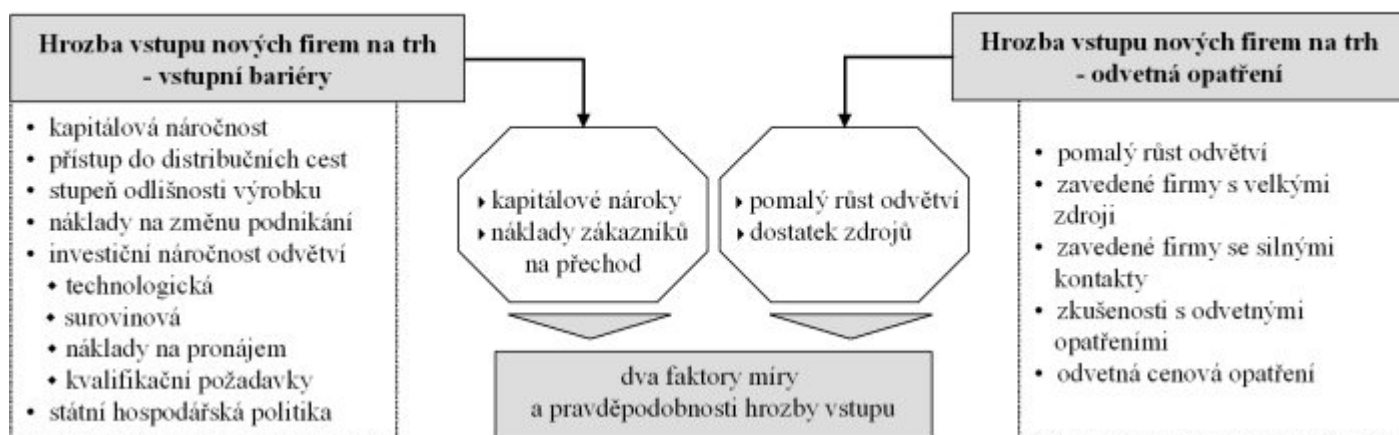 Hrozba vstupu nových firem na trh
- vstupní bariéry
• kapitálová náročnost
• přístup do distribučních cest
• stupeň odlišnosti výrobku
• náklady na změnu podnikání
• investiční náročnost odvětví
◆ technologická
◆ surovinová
◆ náklady na pronájem
◆ kvalifikační požadavky
• státní hospodářská politika
kapitálové nároky
náklady zákazníků
na přechod
pomalý růst odvětví
dostatek zdrojů
dva faktory míry
a pravděpodobnosti hrozby vstupu
Hrozba vstupu nových firem na trh
- odvetná opatření
• pomalý růst odvětví
• zavedené firmy s velkými
zdroji
• zavedené firmy se silnými
kontakty
• zkušenosti s odvetnými
opatřeními
• odvetná cenová opatření